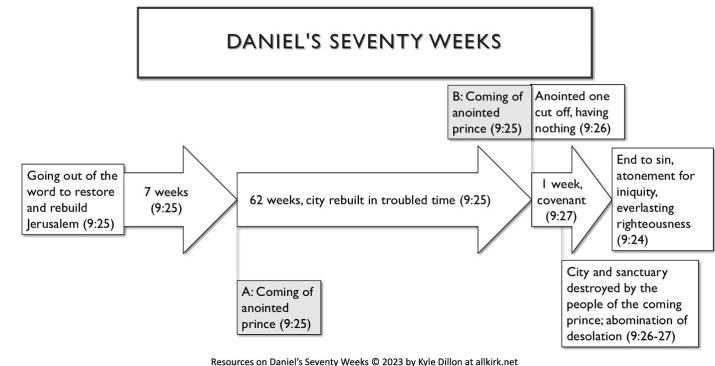 DANIEL'S SEVENTY WEEKS
B: Coming of
anointed
prince (9:25)
Anointed one
cut off, having
nothing (9:26)
Going out of the
word to restore
and rebuild
Jerusalem (9:25)
7 weeks
(9:25)
62 weeks, city rebuilt in troubled time (9:25)
1 week,
covenant
(9:27)
End to sin,
atonement for
iniquity,
everlasting
righteousness
(9:24)
A: Coming of
anointed
prince (9:25)
City and sanctuary
destroyed by the
people of the coming
prince; abomination of
desolation (9:26-27)
Resources on Daniel's Seventy Weeks © 2023 by Kyle Dillon at allkirk.net